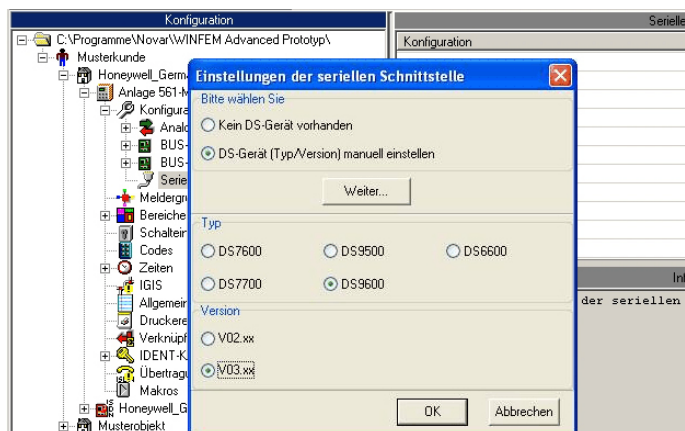 Konfiguration
Serielle
C:\Programme\Novar\WINFEM Advanced Prototyp\
Konfiguration
Musterkunde
Honeywell_Germa
Einstellungen der seriellen Schnittstelle
Anlage 561-M
Bitte wählen Sie
Konfigura
Kein DS-Gerät vorhanden
Analo
BUS-
DS-Gerät (Typ/Version) manuell einstellen
BUS-
Serie
Weiter...
Meldergru
Bereiche
Typ
Schaltein
DS7600
DS9500
DS6600
Codes
Zeiten
DS7700
DS9600
IGIS
Inf
Allgemein
der seriellen
Druckere
Version
Verknüpf
V02.xx
IDENT-K
Übertragu
V03.xx
Makros
Honeywell_G
OK
Abbrechen
Musterobjekt